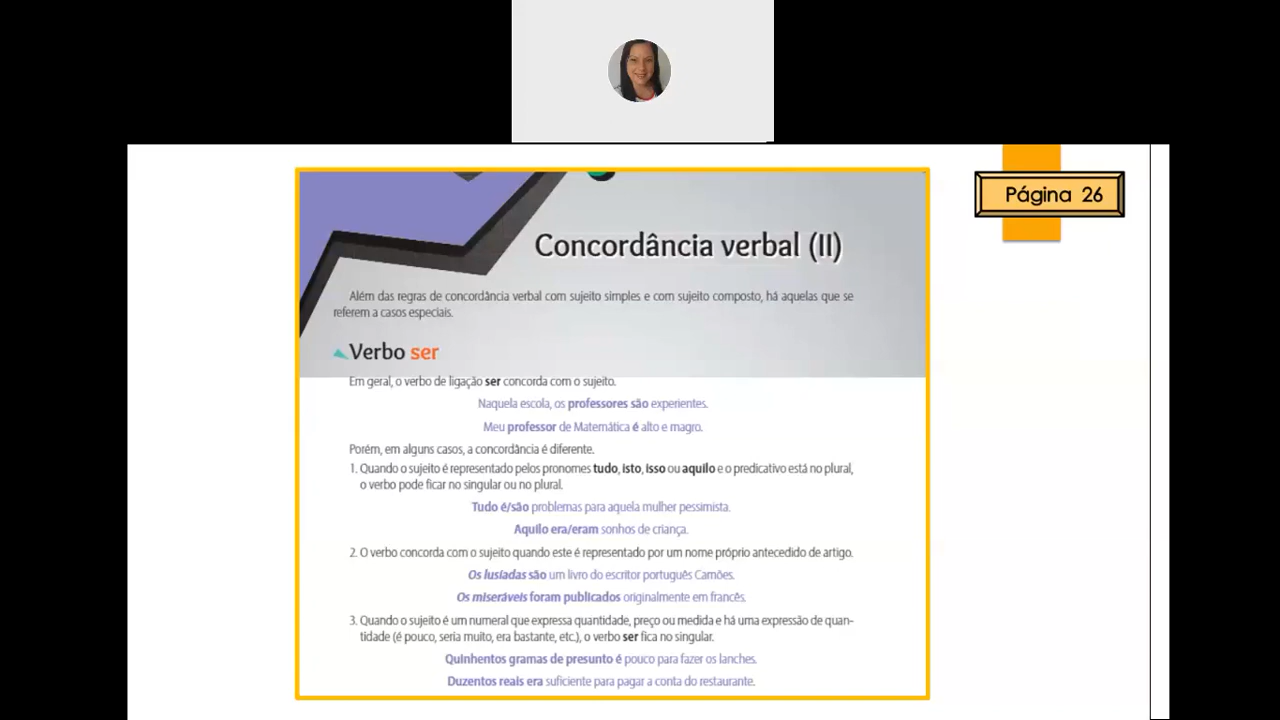 Página 26
Concordância verbal (II)
Além das regras de concordância verbal com sujeito simples e com sujeito composto, há aquelas que se
referem a casos especiais.
Verbo ser
Em geral, o verbo de ligação ser concorda com o sujeito.
Naquela escola, os professores são experientes.
Meu professor de Matemática é alto e magro.
Porém, em alguns casos, a concordância é diferente.
1. Quando o sujeito é representado pelos pronomes tudo, isto, isso ou aquilo e o predicativo está no plural,
o verbo pode ficar no singular ou no plural.
Tudo é/são problemas para aquela mulher pessimista.
Aquilo era/eram sonhos de criança.
2. O verbo concorda com o sujeito quando este é representado por um nome próprio antecedido de artigo.
Os lusíadas são um livro do escritor português Camões.
Os miseráveis foram publicados originalmente em francês.
3. Quando o sujeito é um numeral que expressa quantidade, preço ou medida e há uma expressão de quan-
tidade (é pouco, seria muito, era bastante, etc.), o verbo ser fica no singular.
Quinhentos gramas de presunto é pouco para fazer os lanches.
Duzentos reais era suficiente para pagar a conta do restaurante.